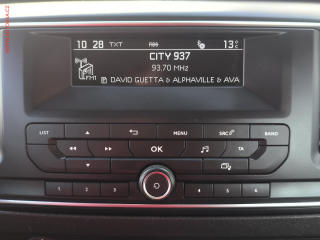 10 28 TXT 13°C
CITY 937
93.70 MHz
FM1
DAVID GUETTA & ALPHAVILLE & AVA
LIST MENU SRC BAND
OK TA
1 2 3 4 5 6